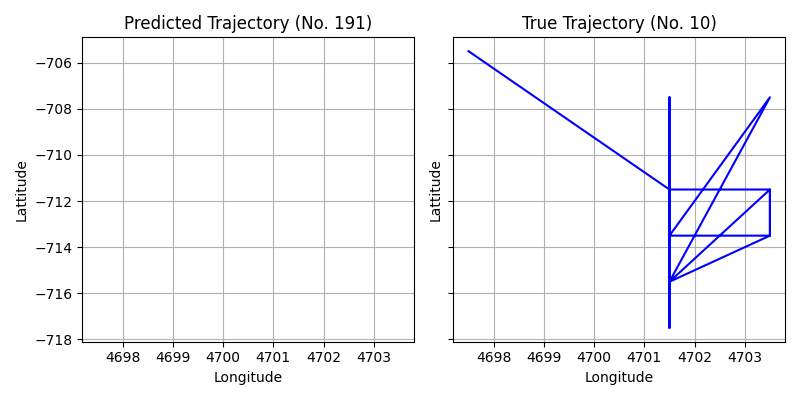 Predicted Trajectory (No. 191)
True Trajectory (No. 10)
−706
−708
−710
−712
−714
−716
−718
Lattitude
Lattitude
4698 4699 4700 4701 4702 4703
4698 4699 4700 4701 4702 4703
Longitude
Longitude